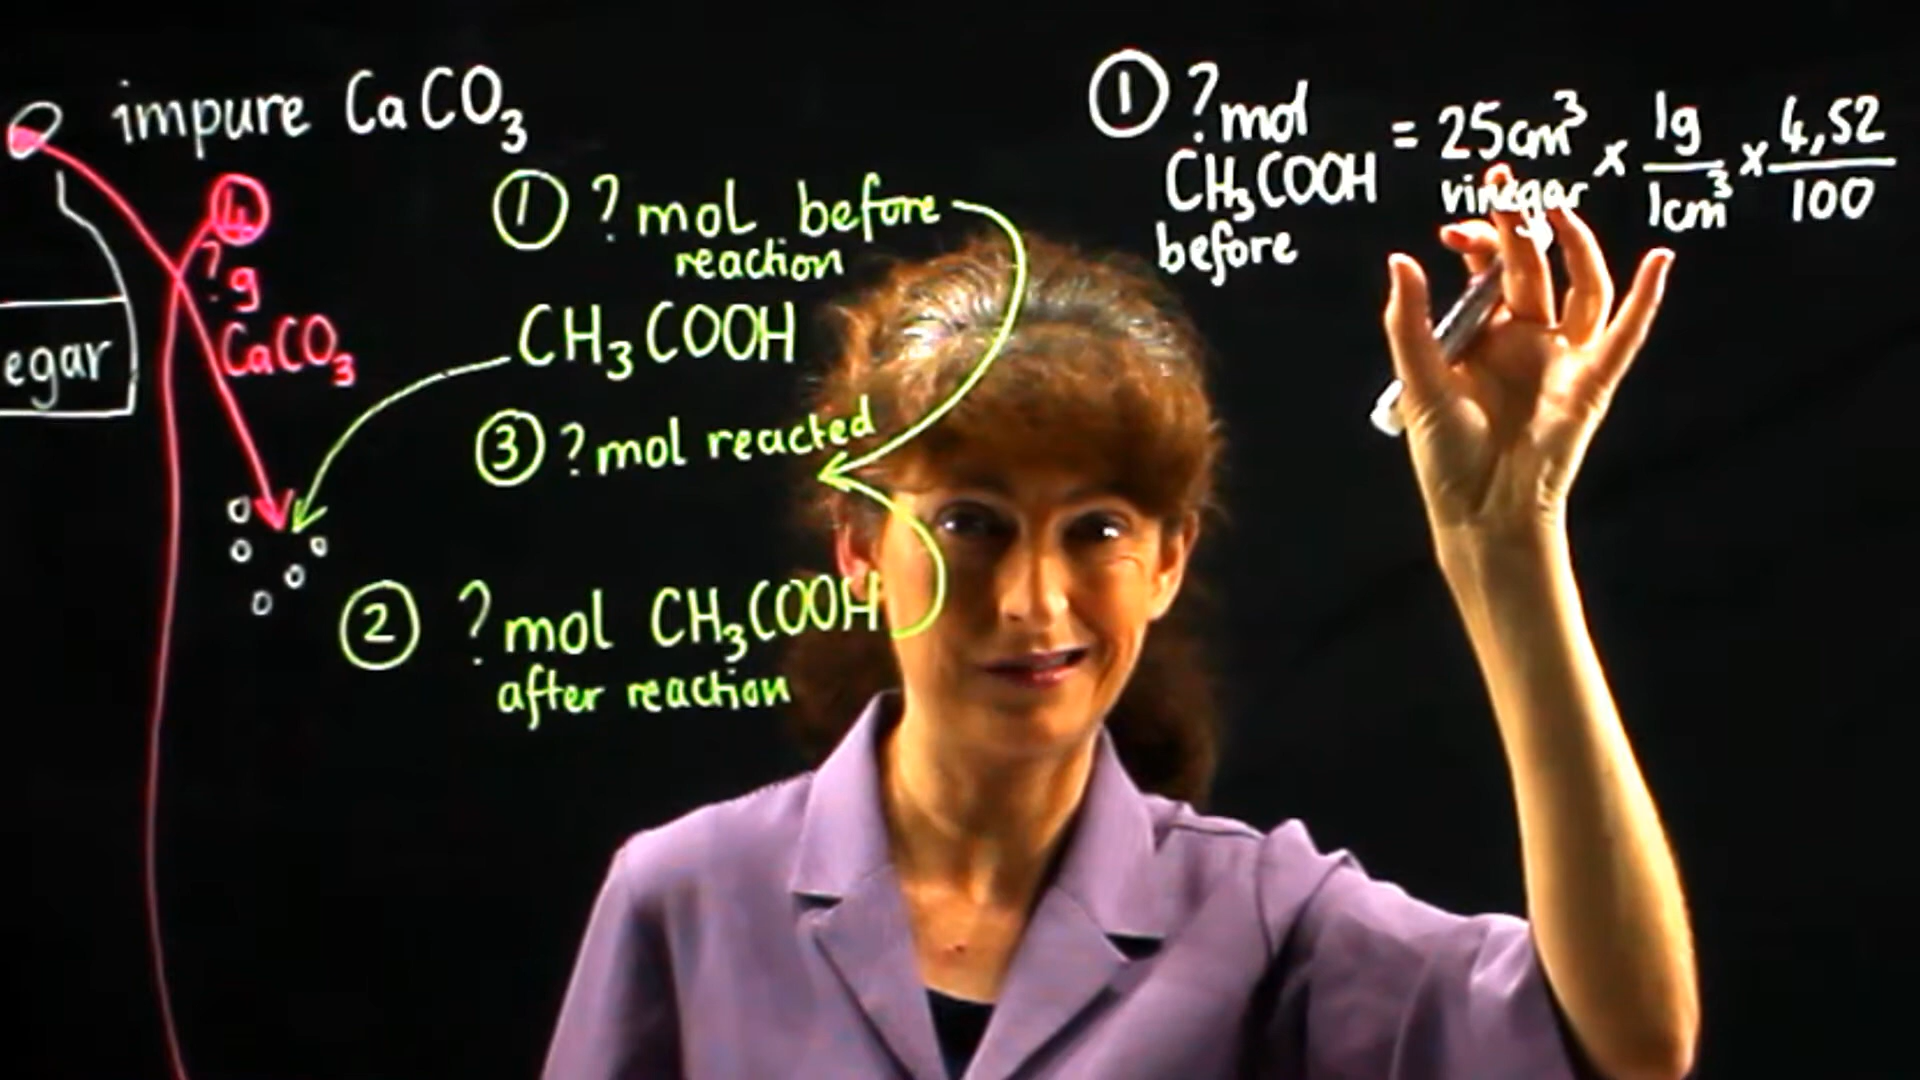 impure CaCO3
4
? g
CaCO3
egar
1 ? mol before
reaction
CH3COOH
3 ? mol reacted
2 ? mol CH3COOH
after reaction
1 ? mol
CH3COOH
before
= 25cm³ x 1g x 4,52
vinegar 1cm³ 100